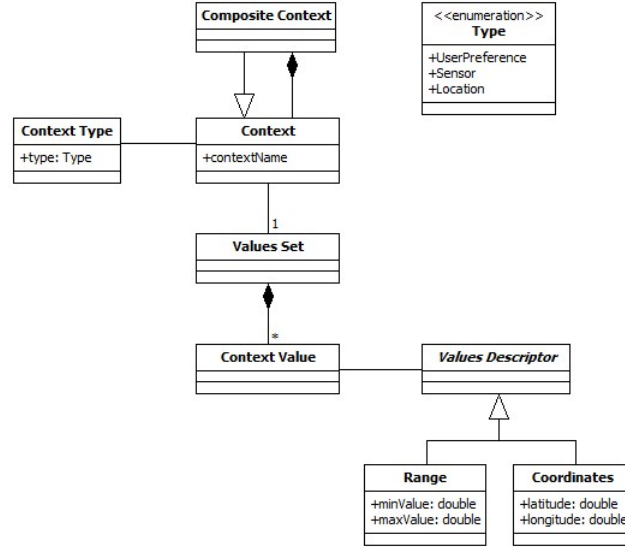 Composite Context
<<enumeration>>
Type
+UserPreference
+Sensor
+Location
Context Type
+type: Type
Context
+contextName
1
Values Set
*
Context Value
Values Descriptor
Range
+minValue: double
+maxValue: double
Coordinates
+latitude: double
+longitude: double